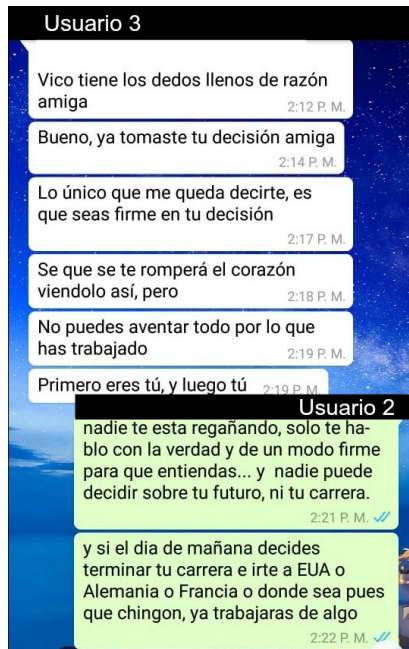 Usuario 3
Vico tiene los dedos llenos de razón
amiga
2:12 P. M.
Bueno, ya tomaste tu decisión amiga
2:14 P. M.
Lo único que me queda decirte, es
que seas firme en tu decisión
2:17 P. M.
Se que se te romperá el corazón
viendolo así, pero
2:18 P. M.
No puedes aventar todo por lo que
has trabajado
2:19 P. M.
Primero eres tú, y luego tú 2:19 P. M.
Usuario 2
nadie te esta regañando, solo te ha-
blo con la verdad y de un modo firme
para que entiendas... y nadie puede
decidir sobre tu futuro, ni tu carrera.
2:21 P. M.
y si el dia de mañana decides
terminar tu carrera e irte a EUA o
Alemania o Francia o donde sea pues
que chingon, ya trabajaras de algo
2:22 P. M.